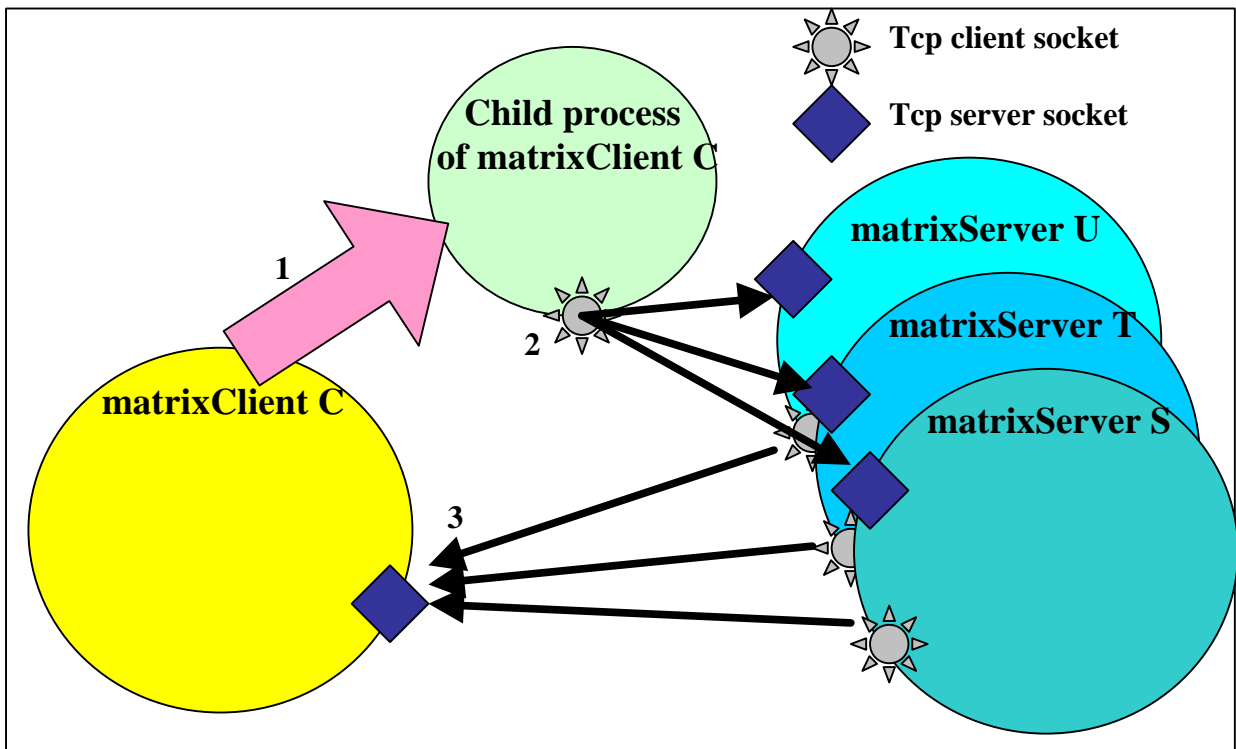 Tcp client socket
Tcp server socket
Child process
of matrixClient C
matrixServer U
1
matrixServer T
2
matrixClient C
matrixServer S
3